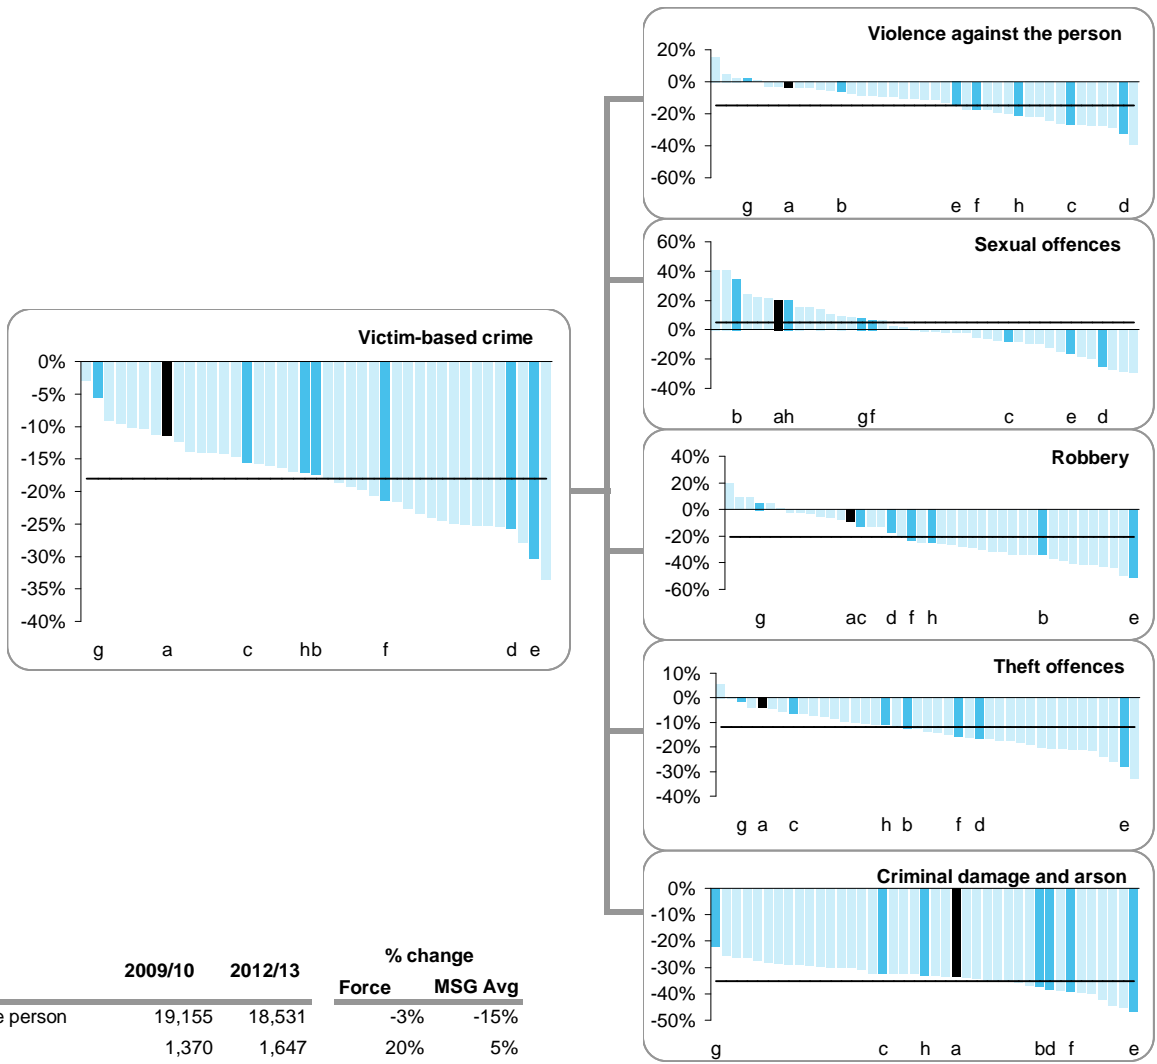 Violence against the person
20%
0%
-20%
-40%
-60%
g a b e f h c d
Sexual offences
60%
40%
20%
0%
-20%
-40%
b ah gf c e d
Victim-based crime
0%
-5%
-10%
-15%
-20%
-25%
-30%
-35%
-40%
g a c hb f d e
Robbery
40%
20%
0%
-20%
-40%
-60%
g ac d f h b e
Theft offences
10%
0%
-10%
-20%
-30%
-40%
g a c h b f d e
Criminal damage and arson
0%
-10%
-20%
-30%
-40%
-50%
g c h a bd f e
2009/10 2012/13 % change
Force MSG Avg
e person 19,155 18,531 -3% -15%
1,370 1,647 20% 5%